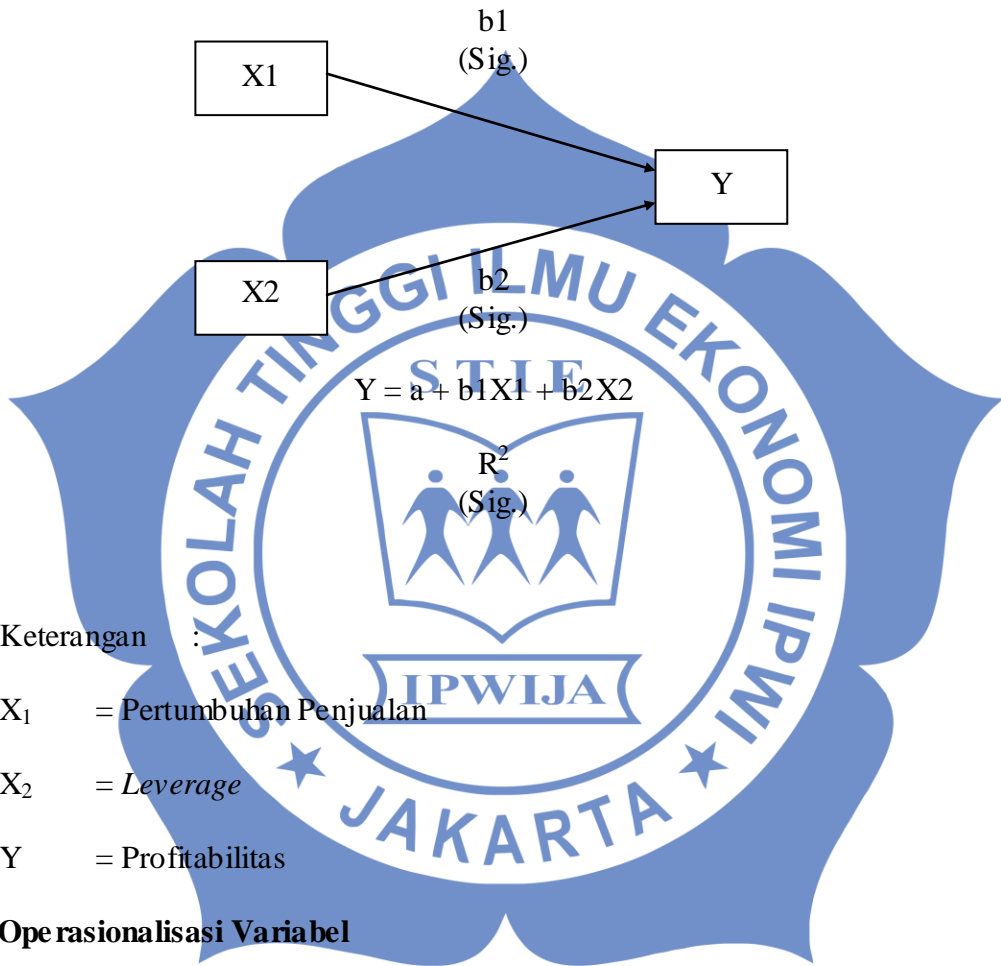 b1
(Sig.)
X1
Y
X2
b2
(Sig.)
Y = a + b1X1 + b2X2
R²
(Sig.)
Keterangan :
X₁ = Pertumbuhan Penjualan
X₂ = Leverage
Y = Profitabilitas
Operasionalisasi Variabel
SEKOLAH TINGGI ILMU EKONOMI IPWI
STIE
IPWIJA
★ JAKARTA ★